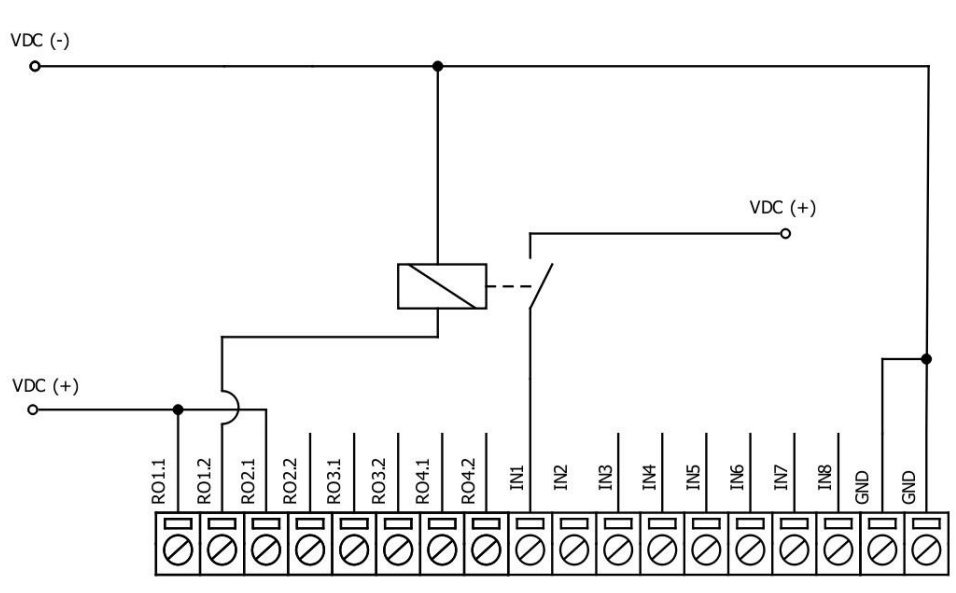 VDC (-)
VDC (+)
VDC (+)
RO1.1
RO1.2
RO2.1
RO2.2
RO3.1
RO3.2
RO4.1
RO4.2
IN1
IN2
IN3
IN4
IN5
IN6
IN7
IN8
GND
GND